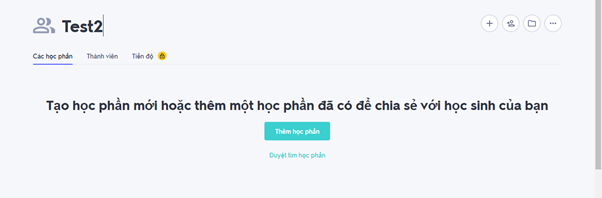 Test2
Các học phần Thành viên Tiến độ
Tạo học phần mới hoặc thêm một học phần đã có để chia sẻ với học sinh của bạn
Thêm học phần
Duyệt tìm học phần